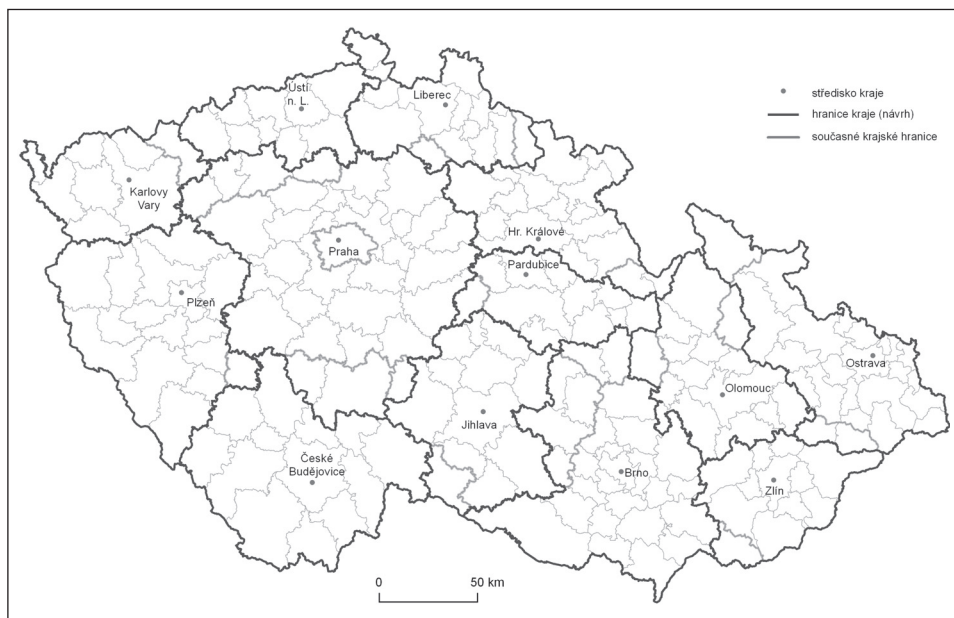 Ústí
n. L.
Liberec
středisko kraje
hranice kraje (návrh)
současné krajské hranice
Karlovy
Vary
Hr. Králové
Praha
Pardubice
Plzeň
Ostrava
Olomouc
Jihlava
České
Budějovice
Brno
Zlín
0 50 km